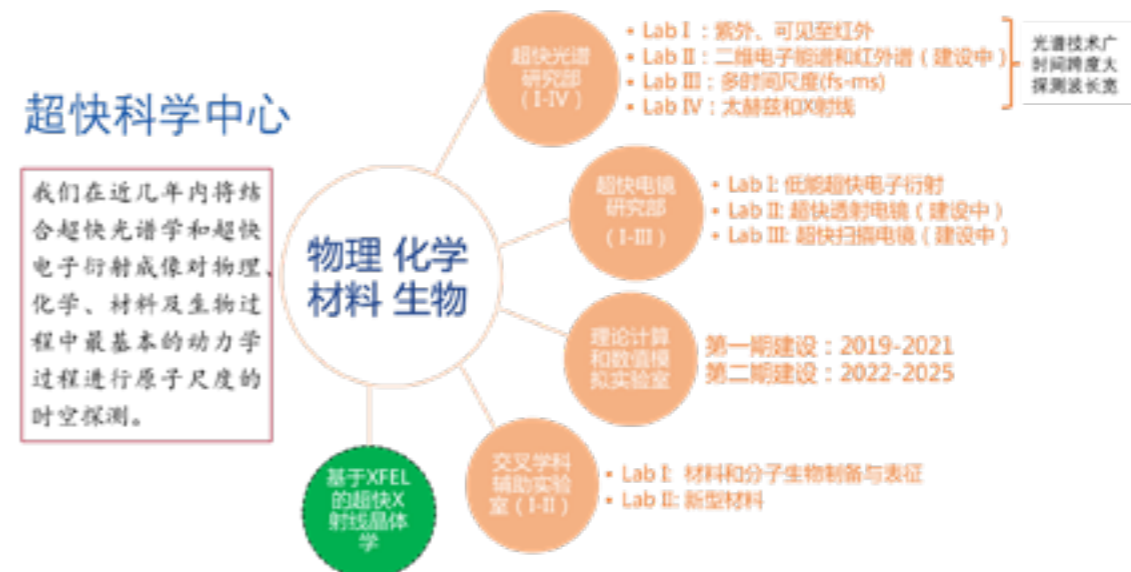 超快科学中心
我们在近几年内将结
合超快光谱学和超快
电子衍射成像对物理、
化学、材料及生物过
程中最基本的动力学
过程进行原子尺度的
时空探测。
物理 化学
材料 生物
超快光谱
研究部
(I-IV)
• Lab I：紫外、可见至红外
• Lab II：二维电子能谱和红外谱（建设中）
• Lab III：多时间尺度(fs-ms)
• Lab IV：太赫兹和X射线
光谱技术广
时间跨度大
探测波长宽
超快电镜
研究部
（I-III）
• Lab I: 低能超快电子衍射
• Lab II: 超快透射电镜（建设中）
• Lab III: 超快扫描电镜（建设中）
理论计算
和数值模
拟实验室
第一期建设：2019-2021
第二期建设：2022-2025
交叉学科
辅助实验
室（I-II）
• Lab I: 材料和分子生物制备与表征
• Lab II: 新型材料
基于XFEL
的超快X
射线晶体
学